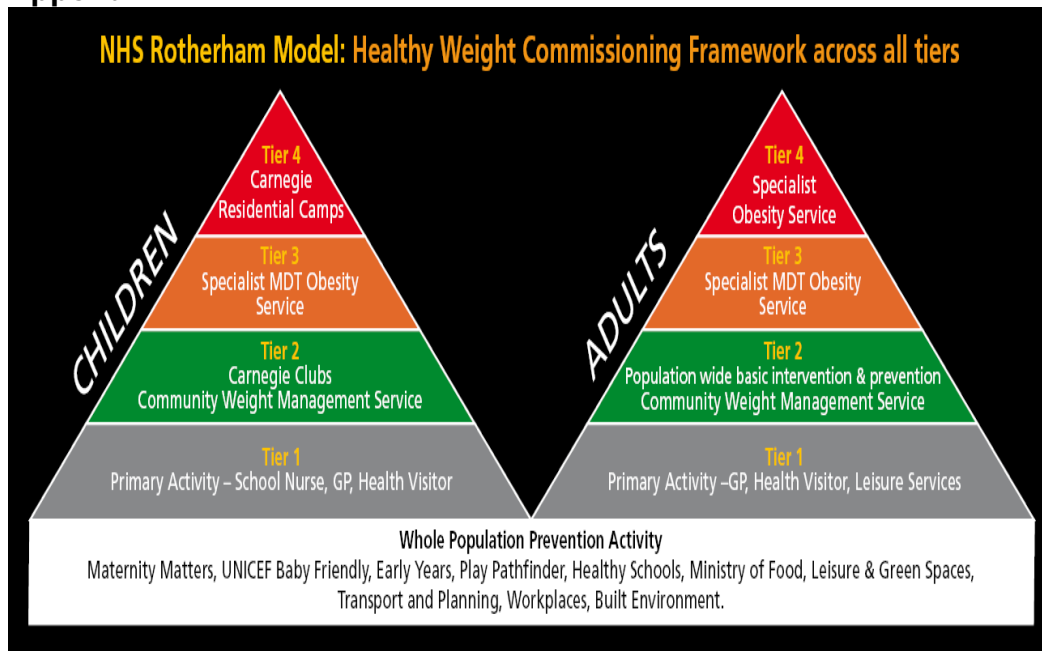 NHS Rotherham Model: Healthy Weight Commissioning Framework across all tiers
CHILDREN
Tier 4
Carnegie
Residential Camps
Tier 3
Specialist MDT Obesity
Service
Tier 2
Carnegie Clubs
Community Weight Management Service
Tier 1
Primary Activity – School Nurse, GP, Health Visitor
ADULTS
Tier 4
Specialist
Obesity Service
Tier 3
Specialist MDT Obesity
Service
Tier 2
Population wide basic intervention & prevention
Community Weight Management Service
Tier 1
Primary Activity –GP, Health Visitor, Leisure Services
Whole Population Prevention Activity
Maternity Matters, UNICEF Baby Friendly, Early Years, Play Pathfinder, Healthy Schools, Ministry of Food, Leisure & Green Spaces,
Transport and Planning, Workplaces, Built Environment.